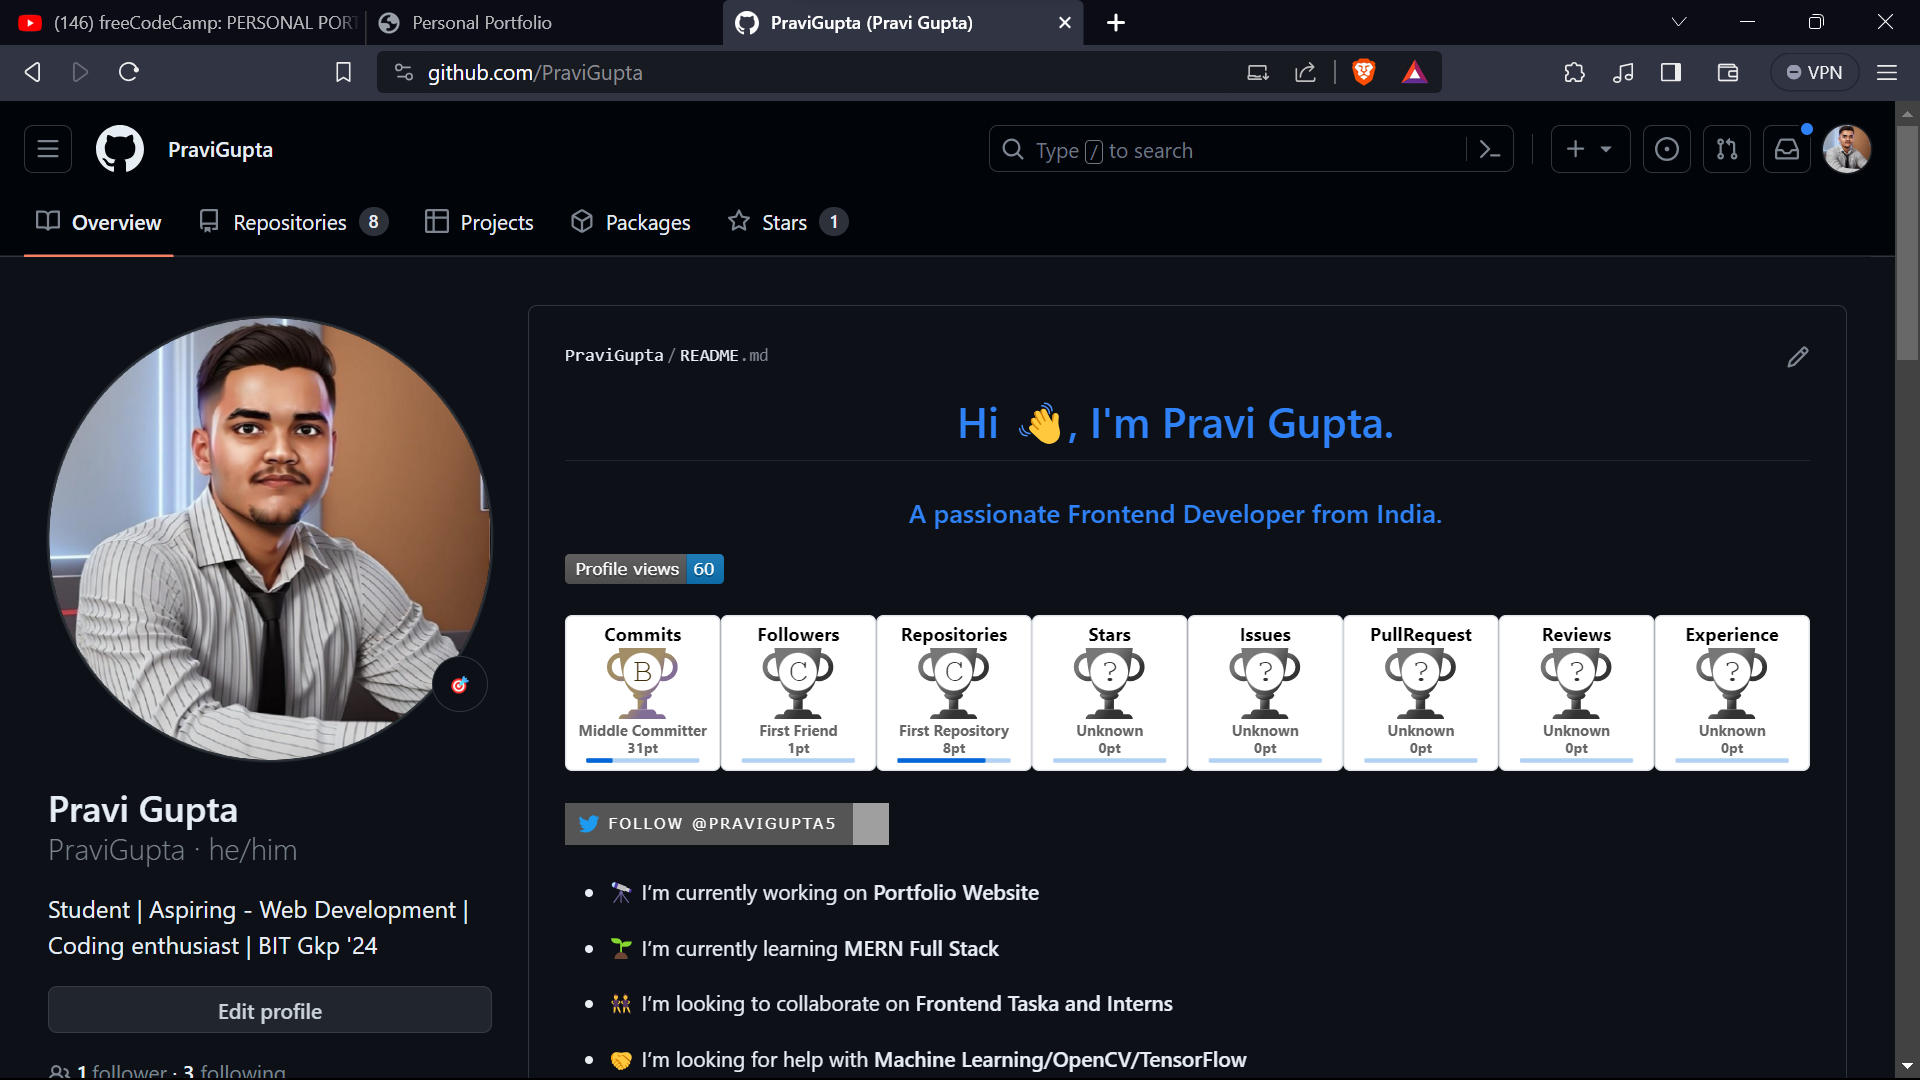 (146) freeCodeCamp: PERSONAL PORT
Personal Portfolio
PraviGupta (Pravi Gupta)
github.com/PraviGupta
VPN
PraviGupta
Type / to search
Overview
Repositories 8
Projects
Packages
Stars 1
PraviGupta/README.md
Hi 👋, I'm Pravi Gupta.
A passionate Frontend Developer from India.
Profile views 60
Commits
B
Middle Committer
31pt
Followers
C
First Friend
1pt
Repositories
C
First Repository
8pt
Stars
?
Unknown
0pt
Issues
?
Unknown
0pt
PullRequest
?
Unknown
0pt
Reviews
?
Unknown
0pt
Experience
?
Unknown
0pt
FOLLOW @PRAVIGUPTA5
🔭 I’m currently working on Portfolio Website
🌱 I’m currently learning MERN Full Stack
👯 I’m looking to collaborate on Frontend Taska and Interns
🤝 I’m looking for help with Machine Learning/OpenCV/TensorFlow
Pravi Gupta
PraviGupta · he/him
Student | Aspiring - Web Development |
Coding enthusiast | BIT Gkp '24
Edit profile
1 follower · 3 following